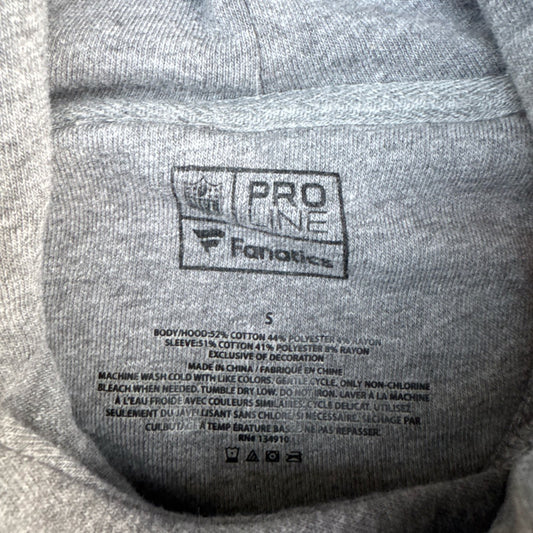 NFL
PRO
LINE
Fanatics
S
BODY/HOOD:52% COTTON 44% POLYESTER 4% RAYON
SLEEVE:51% COTTON 41% POLYESTER 8% RAYON
EXCLUSIVE OF DECORATION
MADE IN CHINA / FABRIQUÉ EN CHINE
MACHINE WASH COLD WITH LIKE COLORS, GENTLE CYCLE. ONLY NON-CHLORINE
BLEACH WHEN NEEDED. TUMBLE DRY LOW. DO NOT IRON. LAVER À LA MACHINE
À L'EAU FROIDE AVEC COULEURS SIMILAIRES, CYCLE DÉLICAT. UTILISEZ
SEULEMENT DU JAVELLISANT SANS CHLORE SI NÉCESSAIRE. SÉCHAGE PAR
CULBUTAGE À TEMPÉRATURE BASSE. NE PAS REPASSER.
RN# 134910